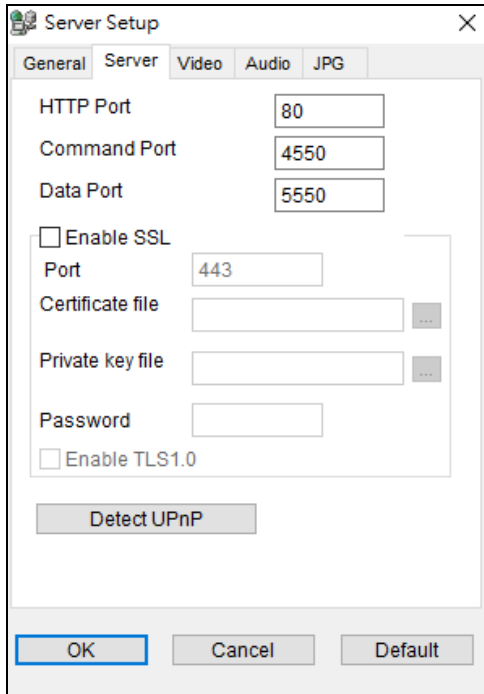 Server Setup
General Server Video Audio JPG
HTTP Port 80
Command Port 4550
Data Port 5550
Enable SSL
Port 443
Certificate file ...
Private key file ...
Password
Enable TLS1.0
Detect UPnP
OK Cancel Default